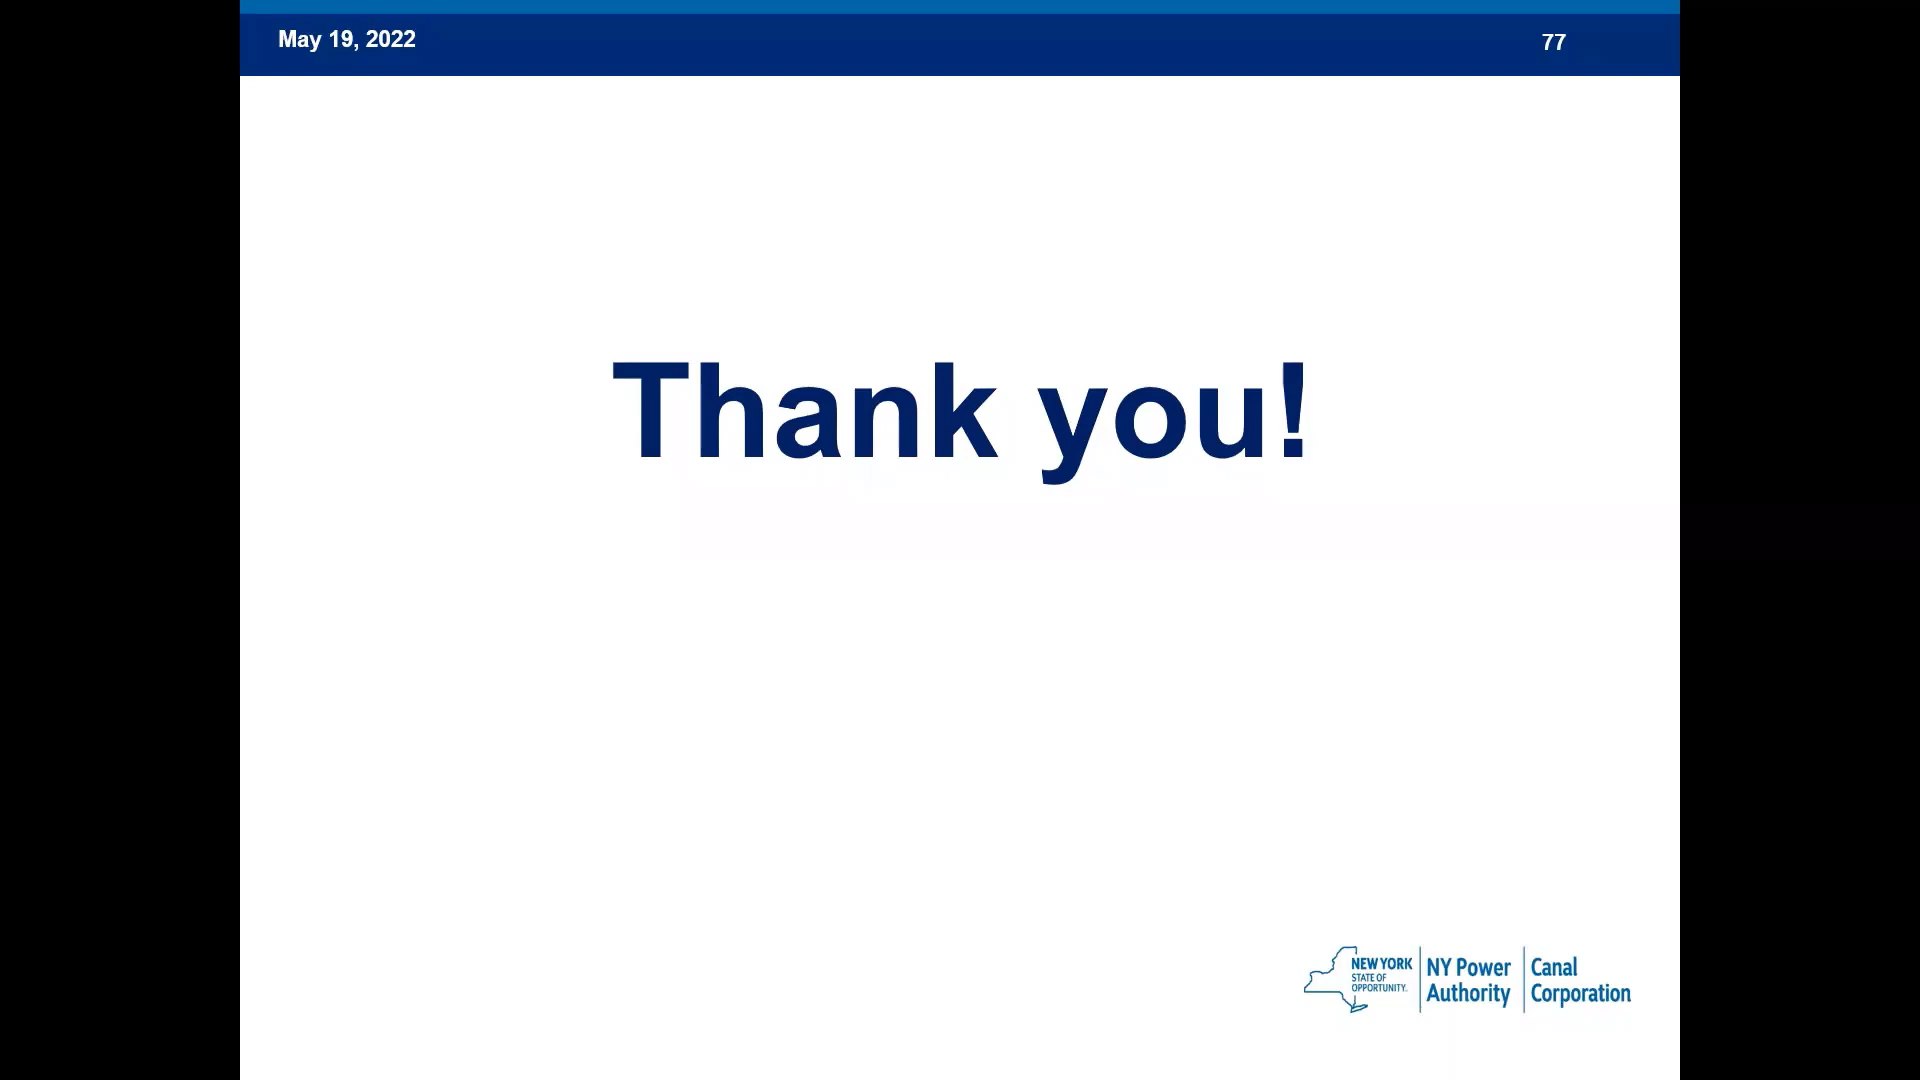 May 19, 2022
77
Thank you!
NEW YORK
STATE OF
OPPORTUNITY.
NY Power
Authority
Canal
Corporation